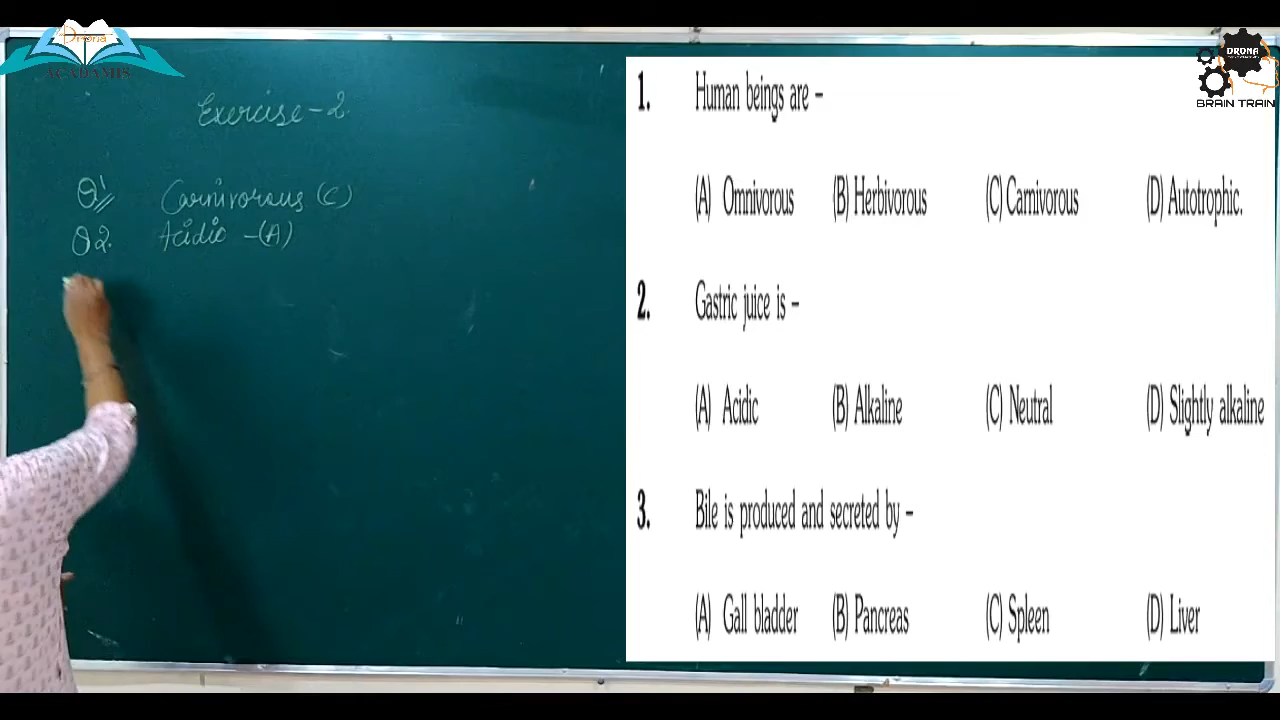 Drona
ACADAMIS
DRONA
BRAIN TRAIN
Exercise - 2.
Q1 Carnivorous (C)
Q2. Acidic - (A)
1. Human beings are –
(A) Omnivorous (B) Herbivorous (C) Carnivorous (D) Autotrophic.
2. Gastric juice is –
(A) Acidic (B) Alkaline (C) Neutral (D) Slightly alkaline
3. Bile is produced and secreted by –
(A) Gall bladder (B) Pancreas (C) Spleen (D) Liver